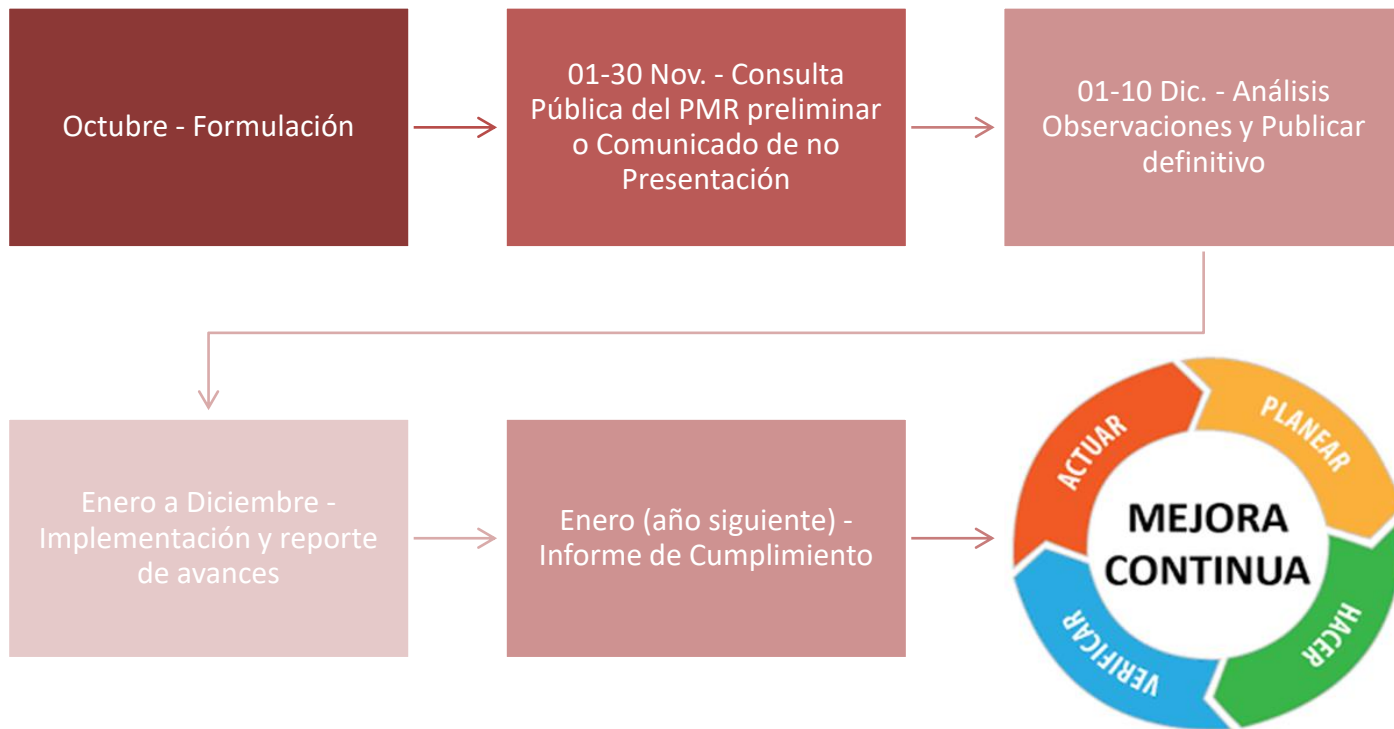 Octubre - Formulación
01-30 Nov. - Consulta
Pública del PMR preliminar
o Comunicado de no
Presentación
01-10 Dic. - Análisis
Observaciones y Publicar
definitivo
Enero a Diciembre -
Implementación y reporte
de avances
Enero (año siguiente) -
Informe de Cumplimiento
ACTUAR
PLANEAR
MEJORA
CONTINUA
VERIFICAR
HACER